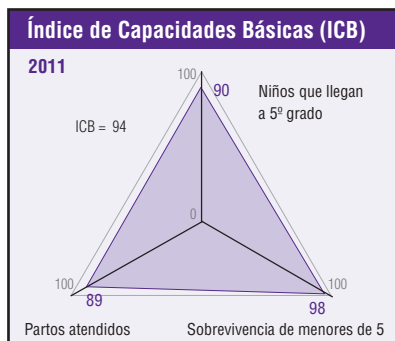 Índice de Capacidades Básicas (ICB)
2011
100
90
Niños que llegan
a 5º grado
ICB = 94
0
100
100
89
98
Partos atendidos
Sobrevivencia de menores de 5